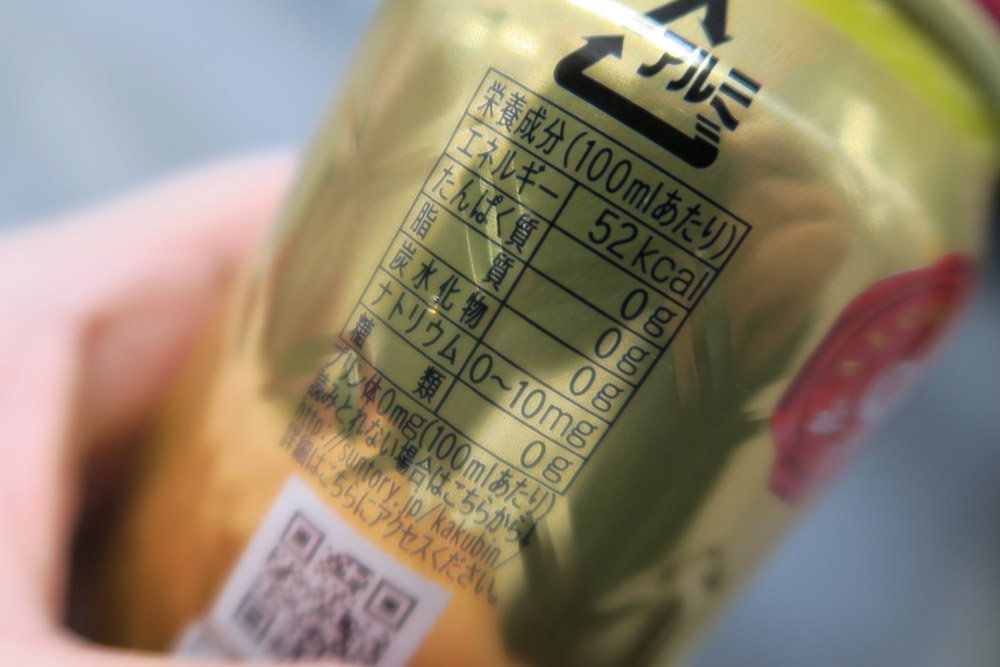 アルミ
栄養成分(100mlあたり)
エネルギー 52kcal
たんぱく質 0g
脂質 0g
炭水化物 0g
ナトリウム 0~10mg
糖類 0g
プリン体0mg(100mlあたり)
読みとれない場合はこちらから↓
http://suntory.jp/kakubin/
詳細はこちらにアクセスください。